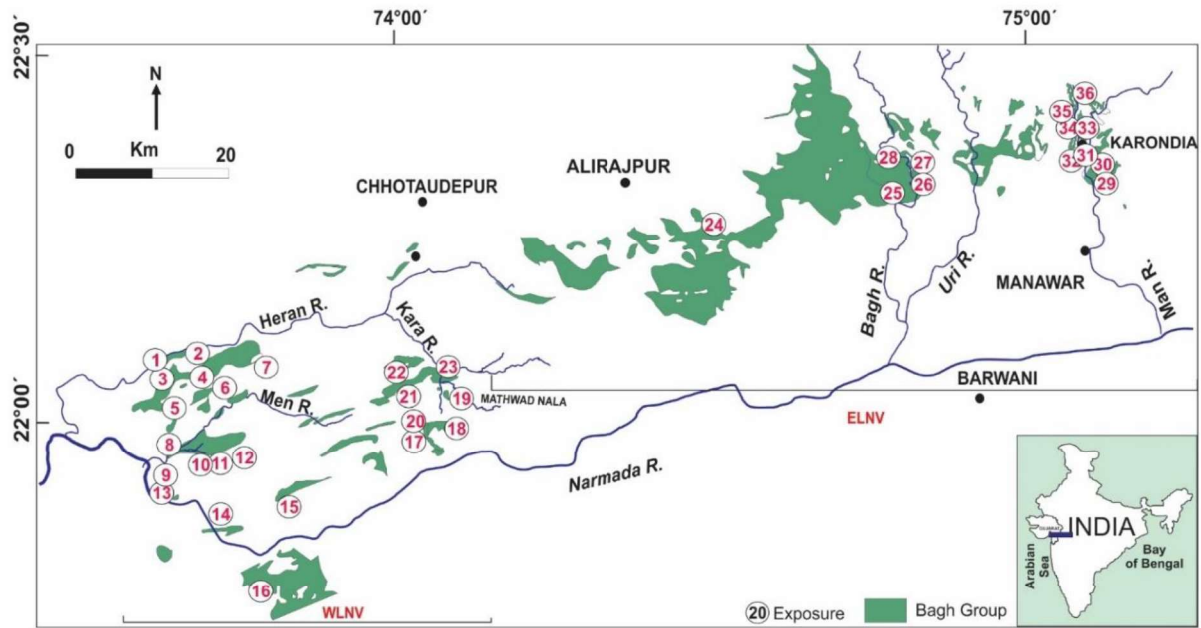 74°00´
75°00´
22°30´
N
0
Km
20
36
35
34
33
KARONDIA
28
27
32
31
30
ALIRAJPUR
CHHOTAUDEPUR
25
26
29
24
Bagh R.
Uri R.
MANAWAR
Man R.
Heran R.
Kara R.
1
2
3
4
7
6
5
22
23
21
19
MATHWAD NALA
BARWANI
22°00´
Men R.
ELNV
20
18
17
8
10
11
12
9
13
Narmada R.
14
15
16
WLNV
20
Exposure
Bagh Group
INDIA
Arabian
Sea
Bay
of Bengal